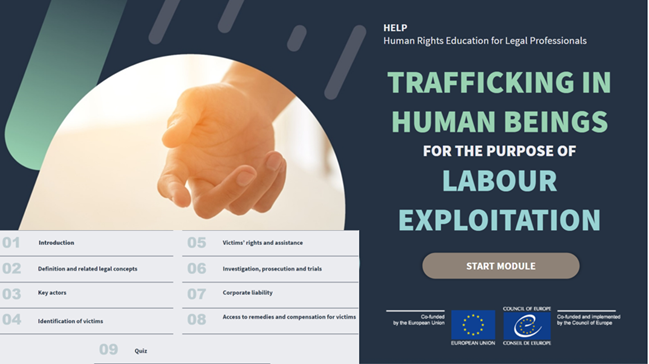 HELP
Human Rights Education for Legal Professionals
TRAFFICKING IN
HUMAN BEINGS
FOR THE PURPOSE OF
LABOUR
EXPLOITATION
START MODULE
01 Introduction
02 Definition and related legal concepts
03 Key actors
04 Identification of victims
05 Victims' rights and assistance
06 Investigation, prosecution and trials
07 Corporate liability
08 Access to remedies and compensation for victims
09 Quiz
Co-funded
by the European Union
EUROPEAN UNION
COUNCIL OF EUROPE
CONSEIL DE L'EUROPE
Co-funded and implemented
by the Council of Europe